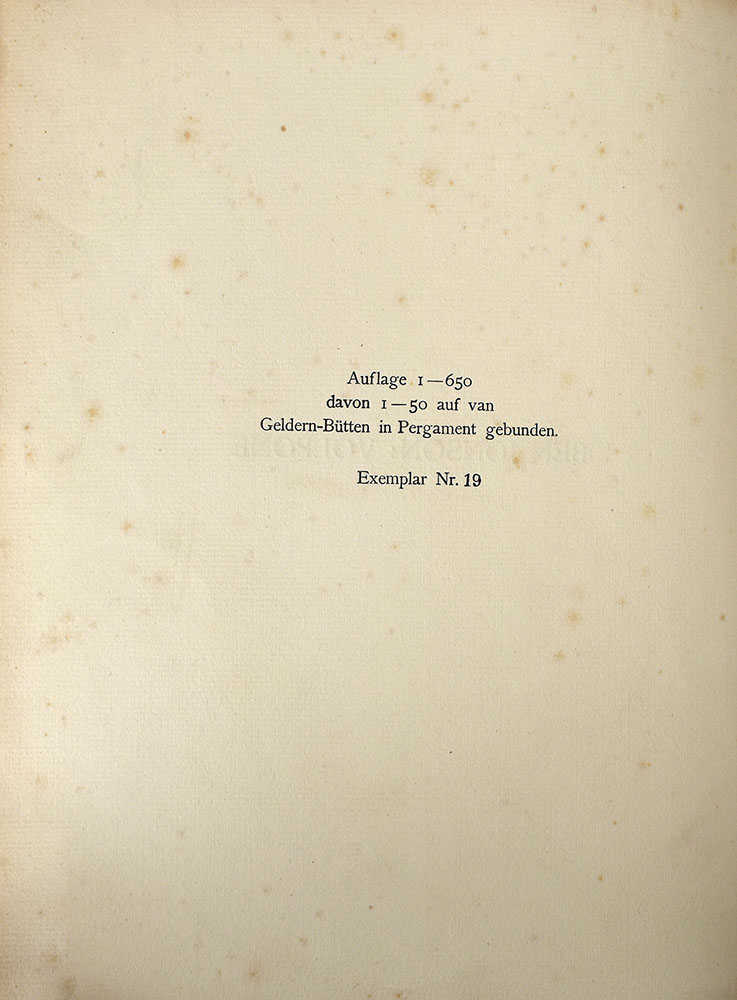 Auflage 1—650
davon 1—50 auf van
Geldern-Bütten in Pergament gebunden.
Exemplar Nr. 19